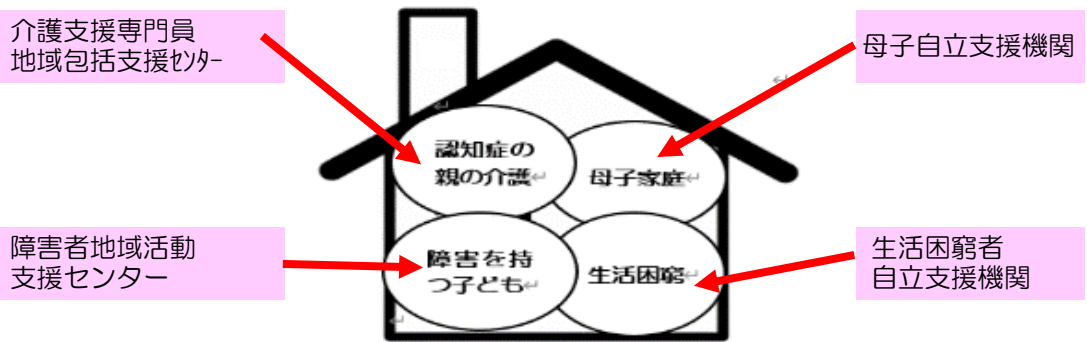 介護支援専門員
地域包括支援ｾﾝﾀｰ
母子自立支援機関
認知症の
親の介護
母子家庭
障害者地域活動
支援センター
障害を持
つ子ども
生活困窮
生活困窮者
自立支援機関